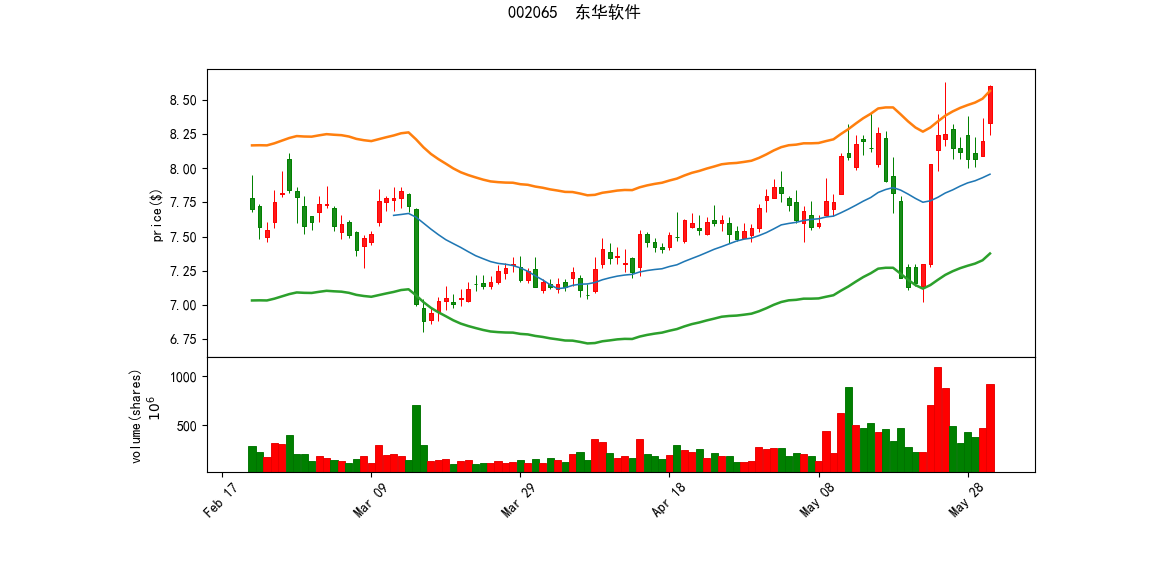 002065 东华软件
price($)
8.50
8.25
8.00
7.75
7.50
7.25
7.00
6.75
volume(shares)
10^6
1000
500
Feb 17
Mar 09
Mar 29
Apr 18
May 08
May 28